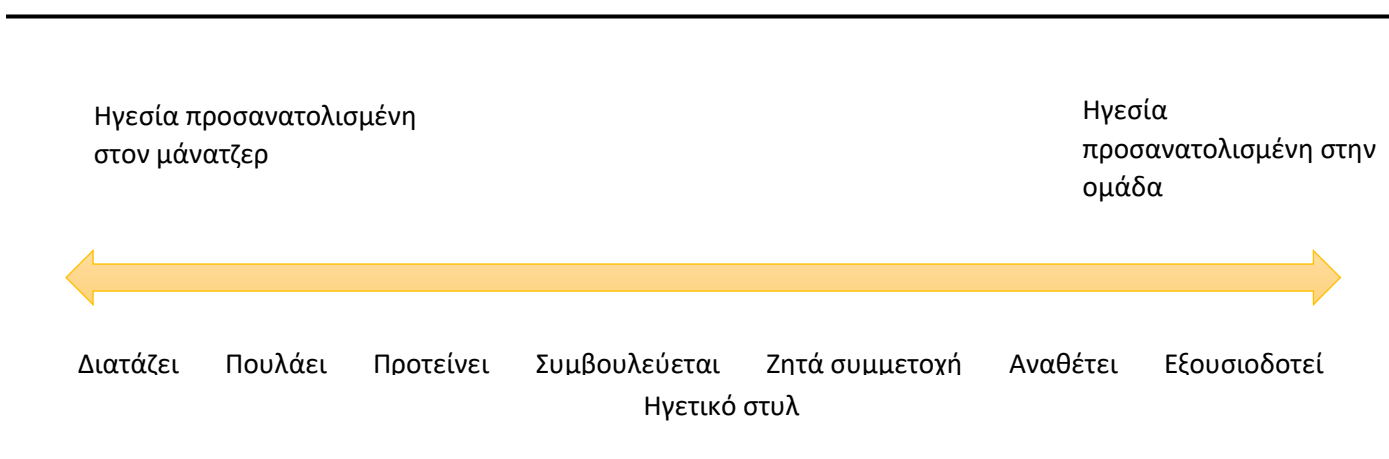 Ηγεσία προσανατολισμένη
στον μάνατζερ
Ηγεσία
προσανατολισμένη στην
ομάδα
Διατάζει Πουλάει Προτείνει Συμβουλεύεται Ζητά συμμετοχή Αναθέτει Εξουσιοδοτεί
Ηγετικό στυλ